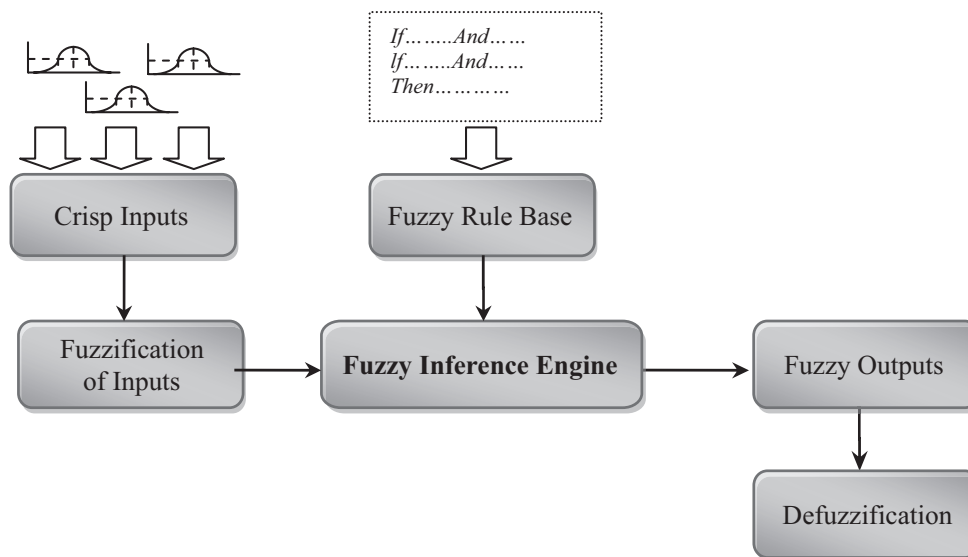 If……..And……
If……..And……
Then…………
Crisp Inputs
Fuzzy Rule Base
Fuzzification
of Inputs
Fuzzy Inference Engine
Fuzzy Outputs
Defuzzification